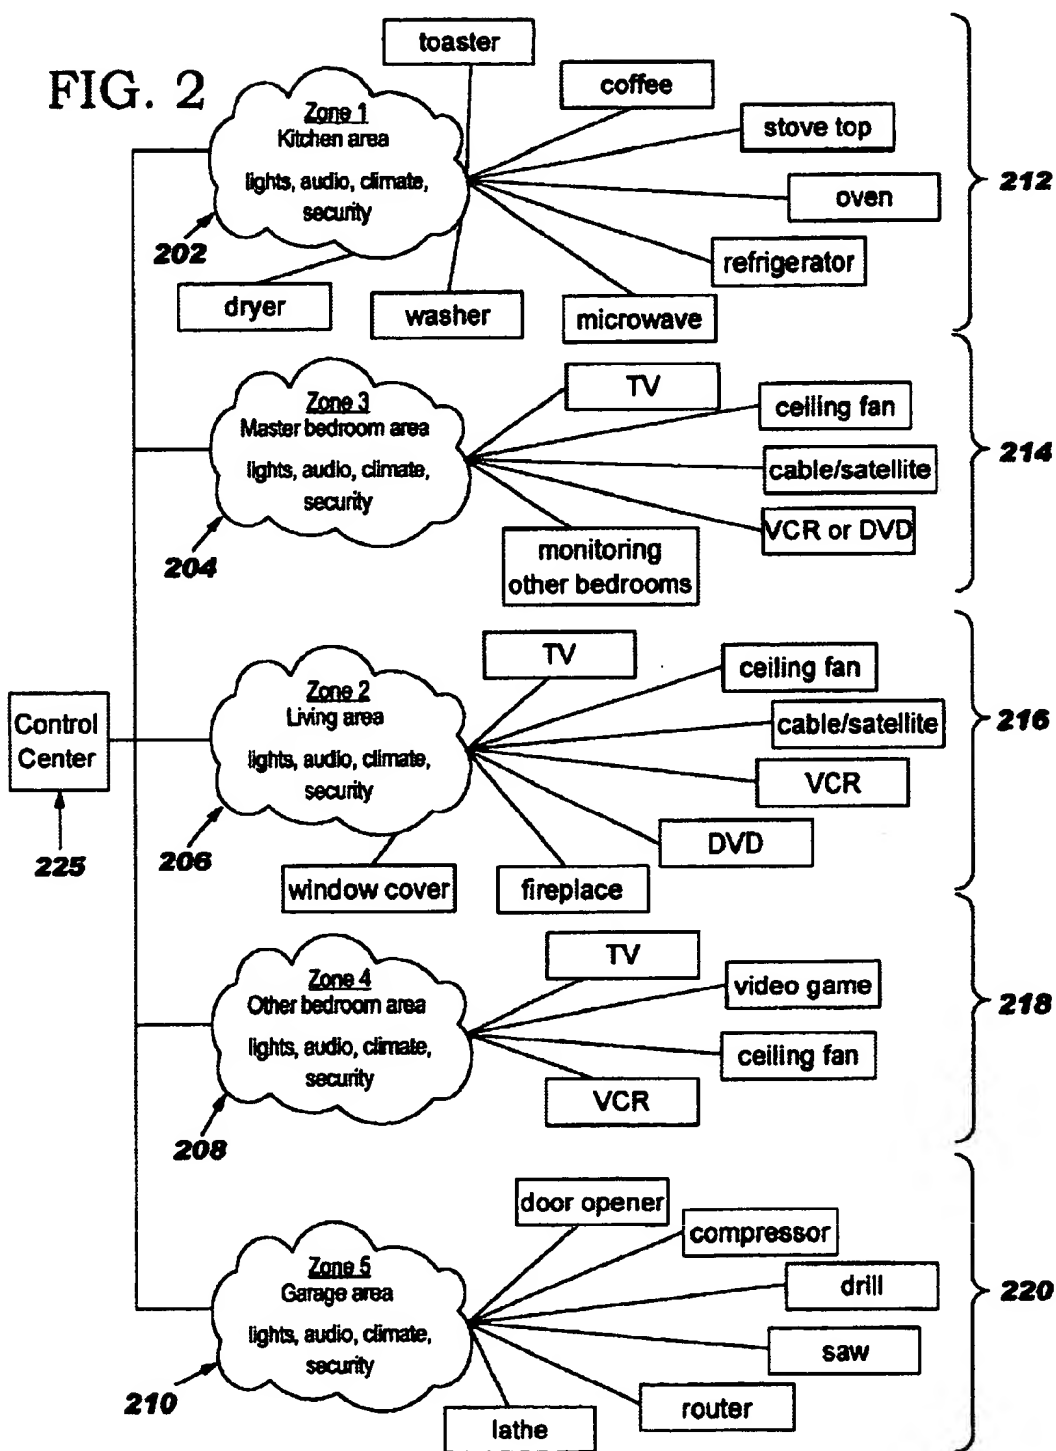 FIG. 2
toaster
coffee
stove top
oven
refrigerator
microwave
washer
dryer
Zone 1
Kitchen area
lights, audio, climate,
security
202
212
Zone 3
Master bedroom area
lights, audio, climate,
security
204
TV
ceiling fan
cable/satellite
VCR or DVD
monitoring
other bedrooms
214
Control
Center
225
Zone 2
Living area
lights, audio, climate,
security
206
TV
ceiling fan
cable/satellite
VCR
DVD
fireplace
window cover
216
Zone 4
Other bedroom area
lights, audio, climate,
security
208
TV
video game
ceiling fan
VCR
218
Zone 5
Garage area
lights, audio, climate,
security
210
door opener
compressor
drill
saw
router
lathe
220